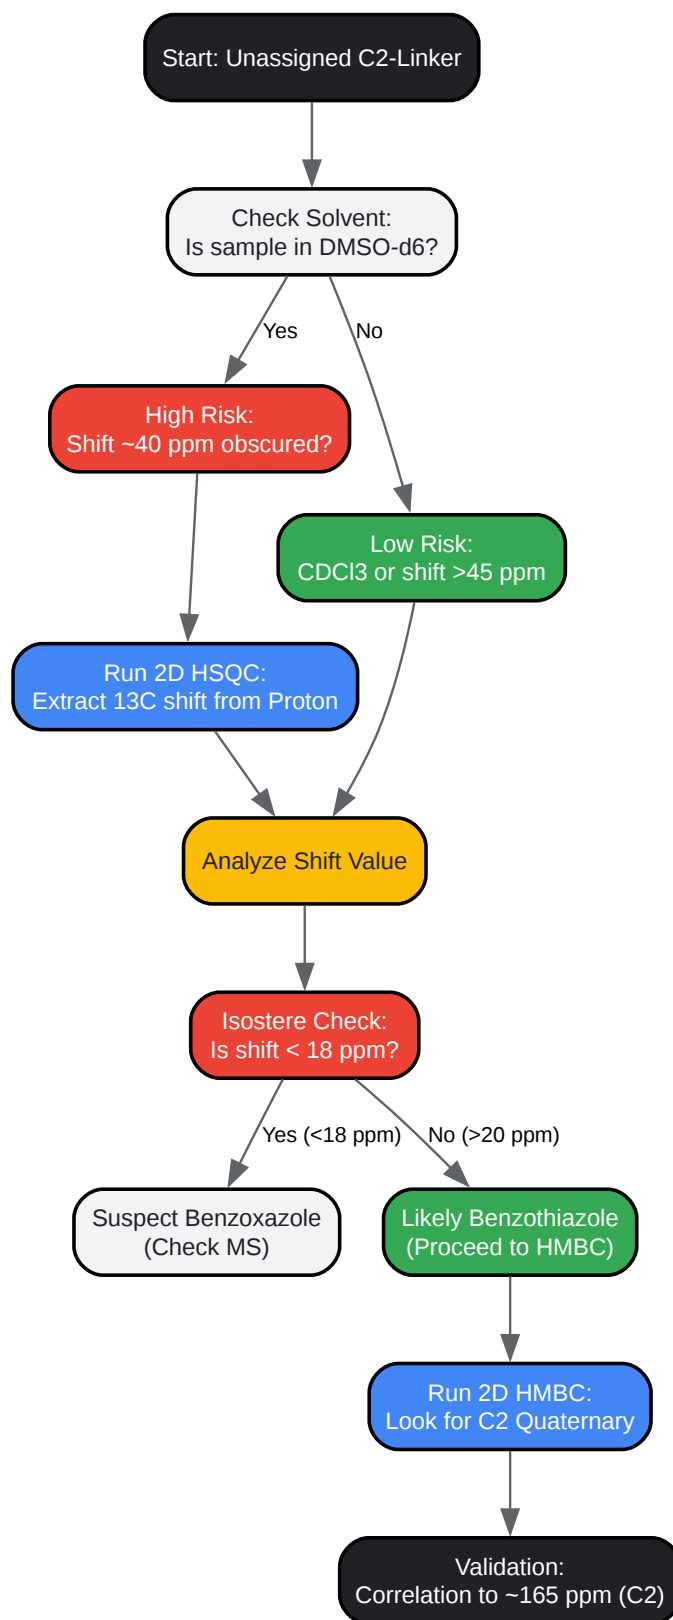 Start: Unassigned C2-Linker
Check Solvent:
Is sample in DMSO-d6?
Yes
No
High Risk:
Shift ~40 ppm obscured?
Low Risk:
CDCl3 or shift >45 ppm
Run 2D HSQC:
Extract 13C shift from Proton
Analyze Shift Value
Isostere Check:
Is shift < 18 ppm?
Yes (<18 ppm)
No (>20 ppm)
Suspect Benzoxazole
(Check MS)
Likely Benzothiazole
(Proceed to HMBC)
Run 2D HMBC:
Look for C2 Quaternary
Validation:
Correlation to ~165 ppm (C2)